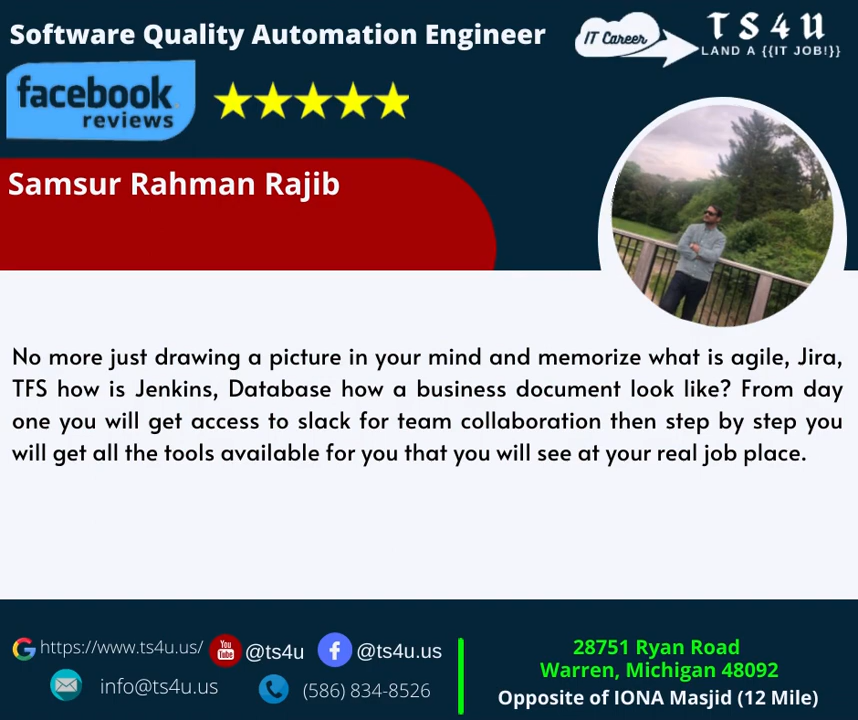 Software Quality Automation Engineer
IT Career
TS4U
LAND A {{IT JOB!}}
facebook
reviews
Samsur Rahman Rajib
No more just drawing a picture in your mind and memorize what is agile, Jira,
TFS how is Jenkins, Database how a business document look like? From day
one you will get access to slack for team collaboration then step by step you
will get all the tools available for you that you will see at your real job place.
G https://www.ts4u.us/ You Tube @ts4u f @ts4u.us
info@ts4u.us (586) 834-8526
28751 Ryan Road
Warren, Michigan 48092
Opposite of IONA Masjid (12 Mile)